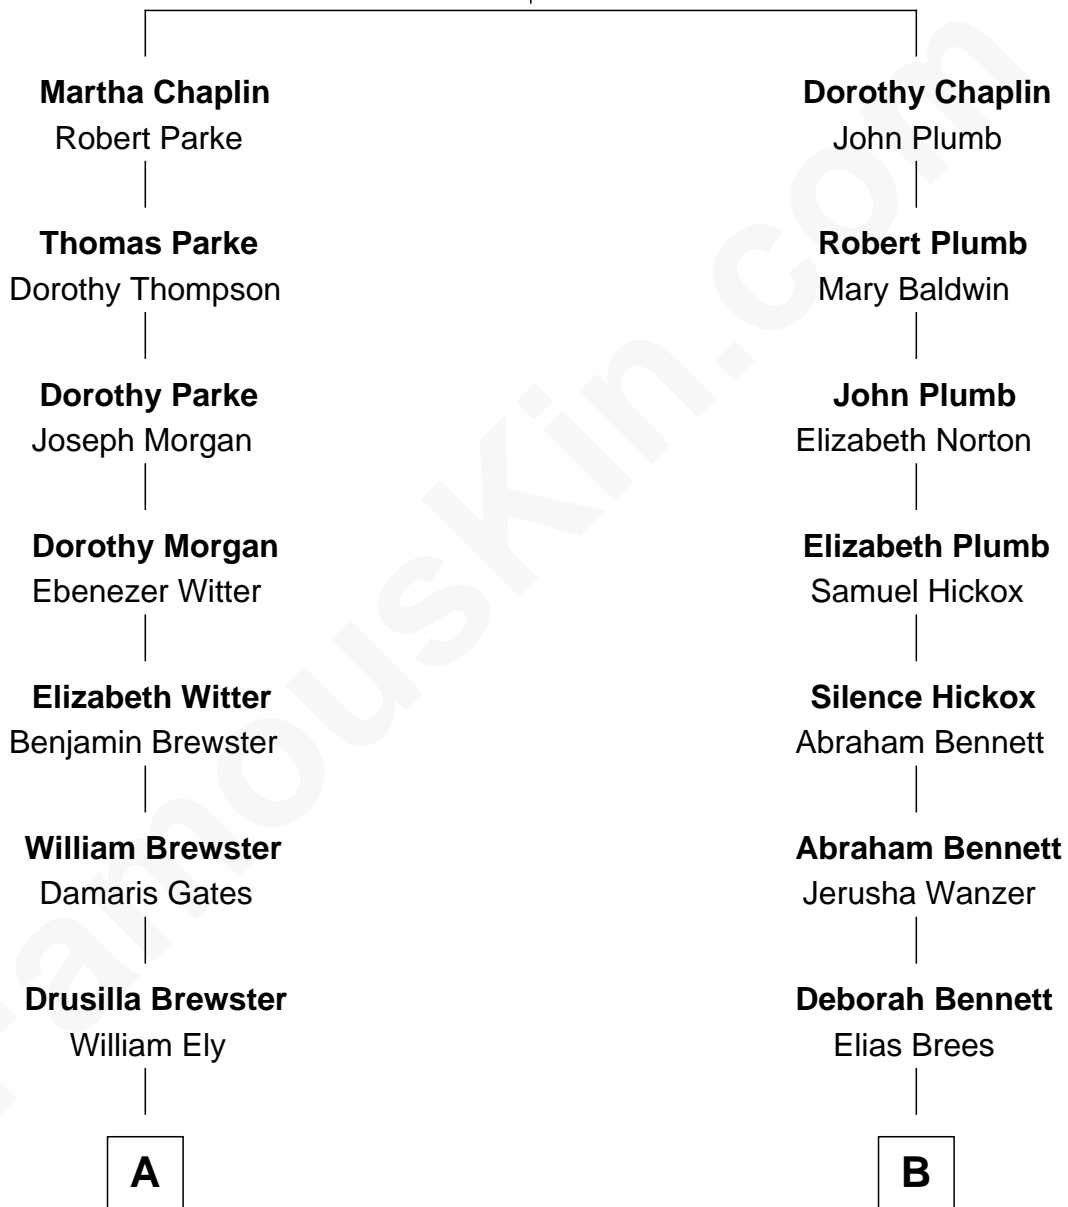 Martha Chaplin
Robert Parke
Thomas Parke
Dorothy Thompson
Dorothy Parke
Joseph Morgan
Dorothy Morgan
Ebenezer Witter
Elizabeth Witter
Benjamin Brewster
William Brewster
Damaris Gates
Drusilla Brewster
William Ely
A
Dorothy Chaplin
John Plumb
Robert Plumb
Mary Baldwin
John Plumb
Elizabeth Norton
Elizabeth Plumb
Samuel Hickox
Silence Hickox
Abraham Bennett
Abraham Bennett
Jerusha Wanzer
Deborah Bennett
Elias Brees
B
FamousKin.com